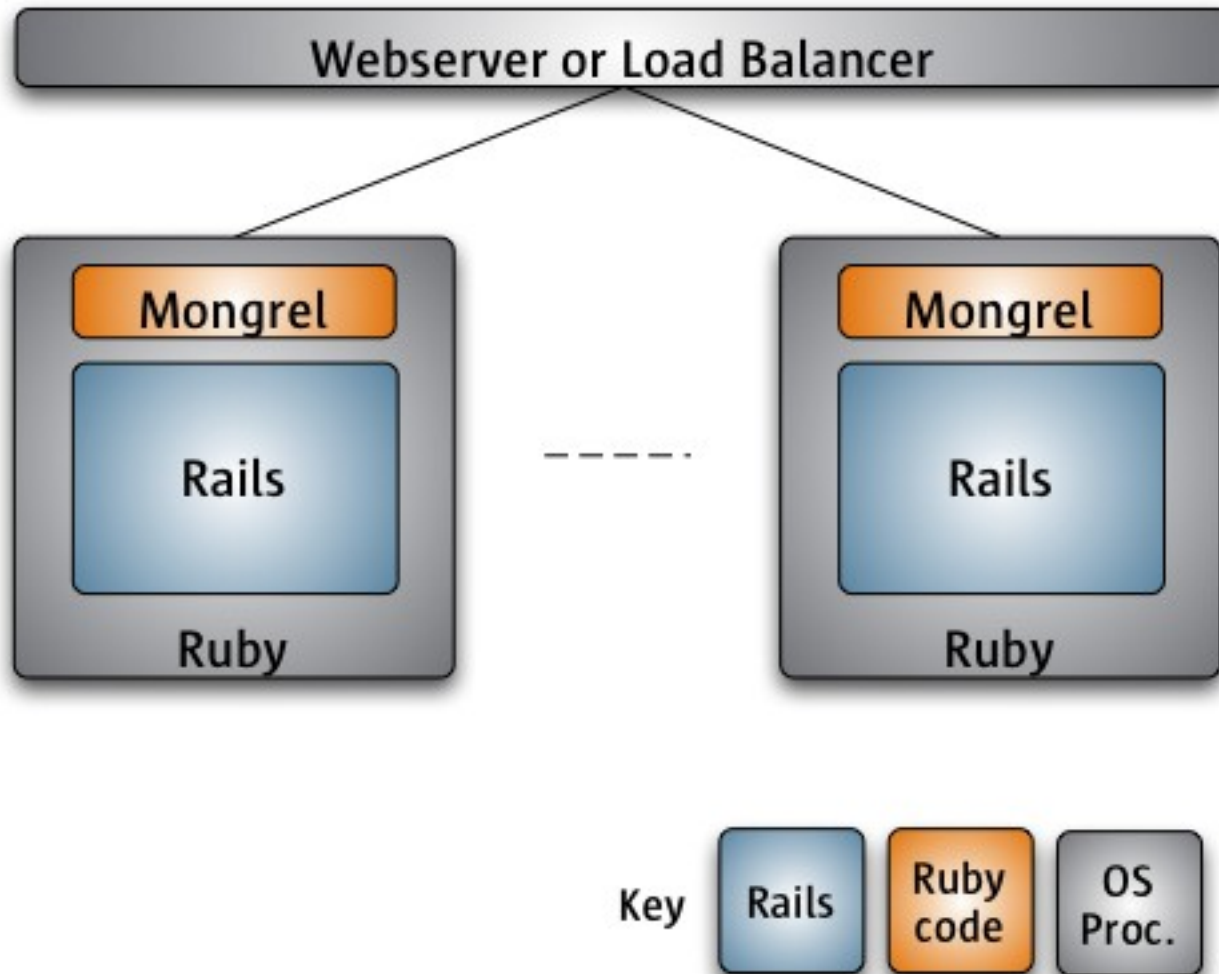 Webserver or Load Balancer
Mongrel
Mongrel
Rails
Rails
Ruby
Ruby
Key
Rails
Ruby
code
OS
Proc.